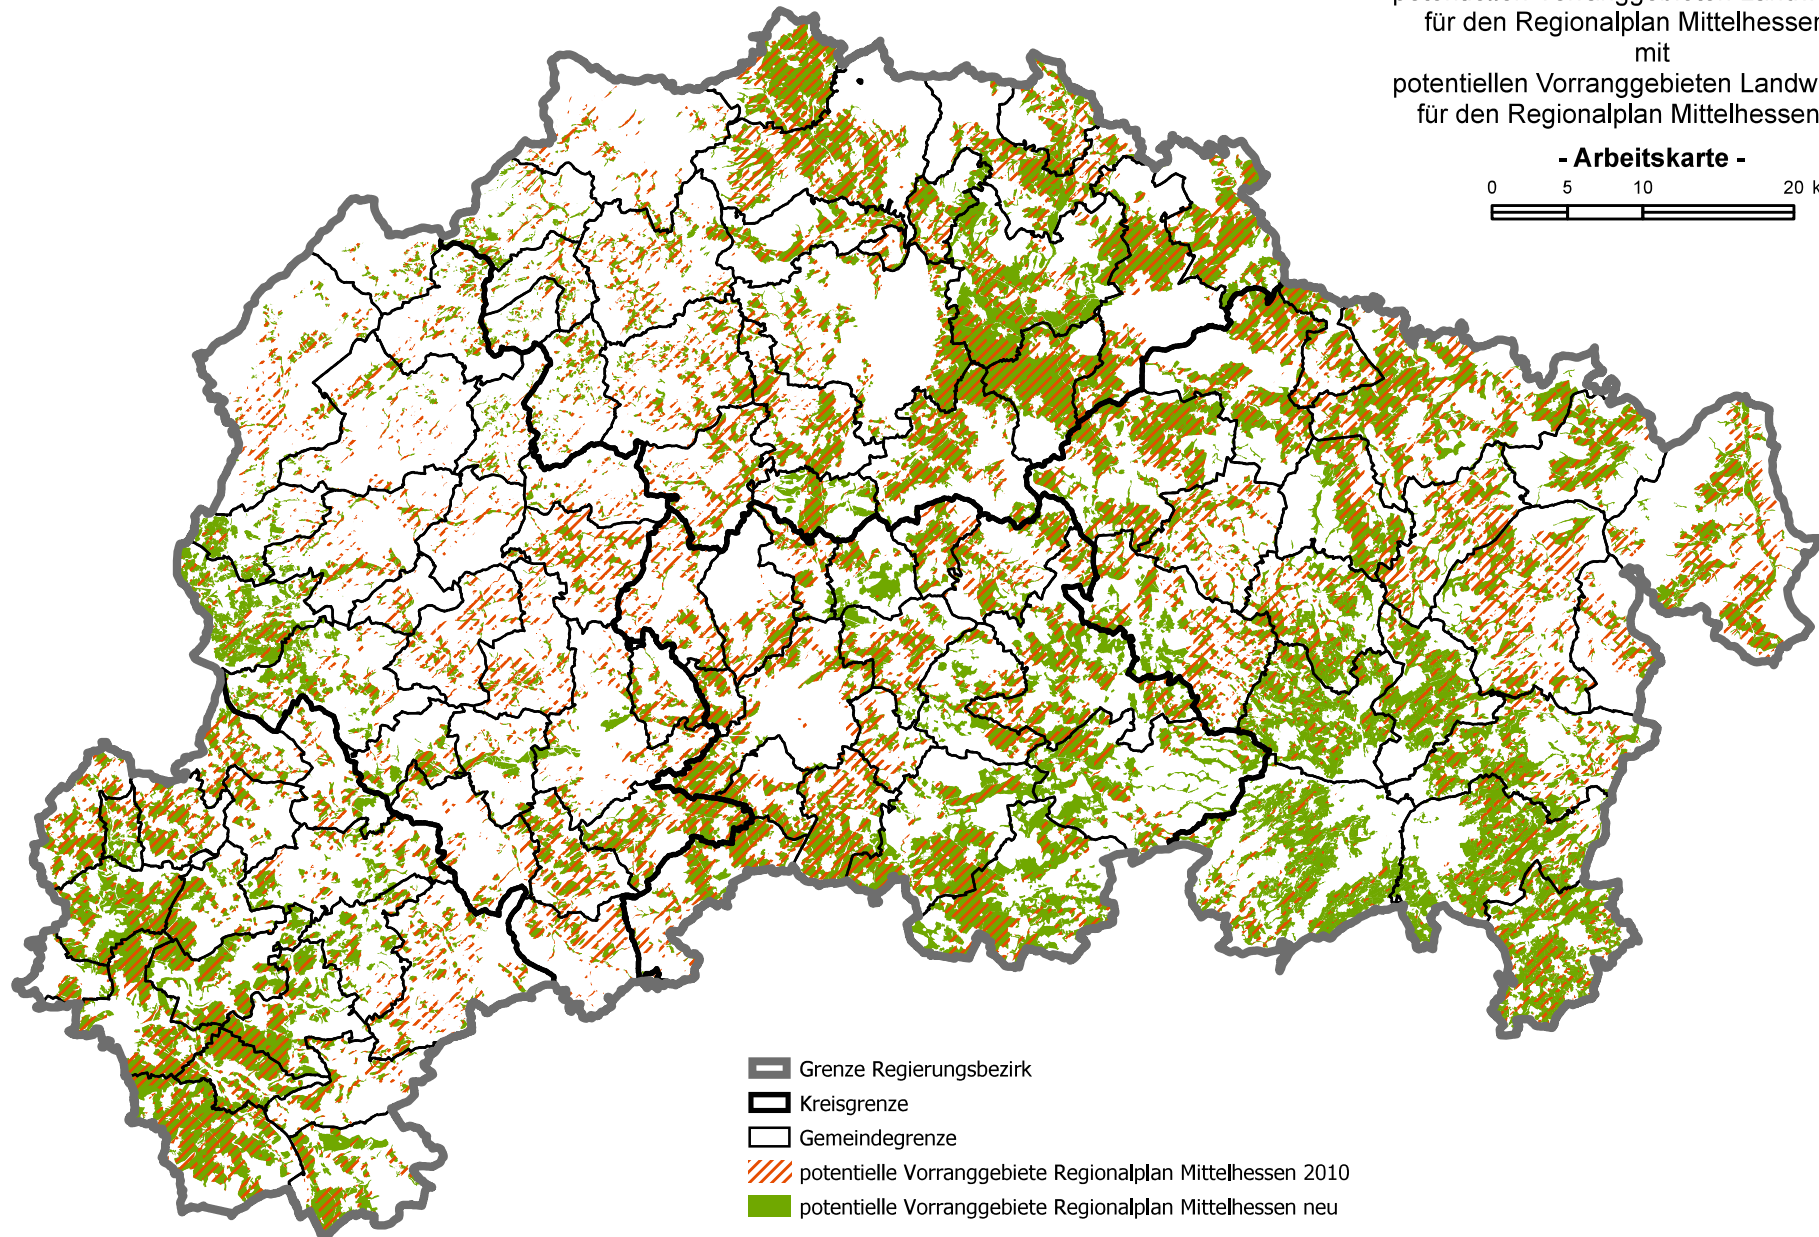 für den Regionalplan Mittelhessen
mit
potentiellen Vorranggebieten
für den Regionalplan Mittelhessen
- Arbeitskarte -
0 5 10 20
Grenze Regierungsbezirk
Kreisgrenze
Gemeindegrenze
potentielle Vorranggebiete Regionalplan Mittelhessen 2010
potentielle Vorranggebiete Regionalplan Mittelhessen neu